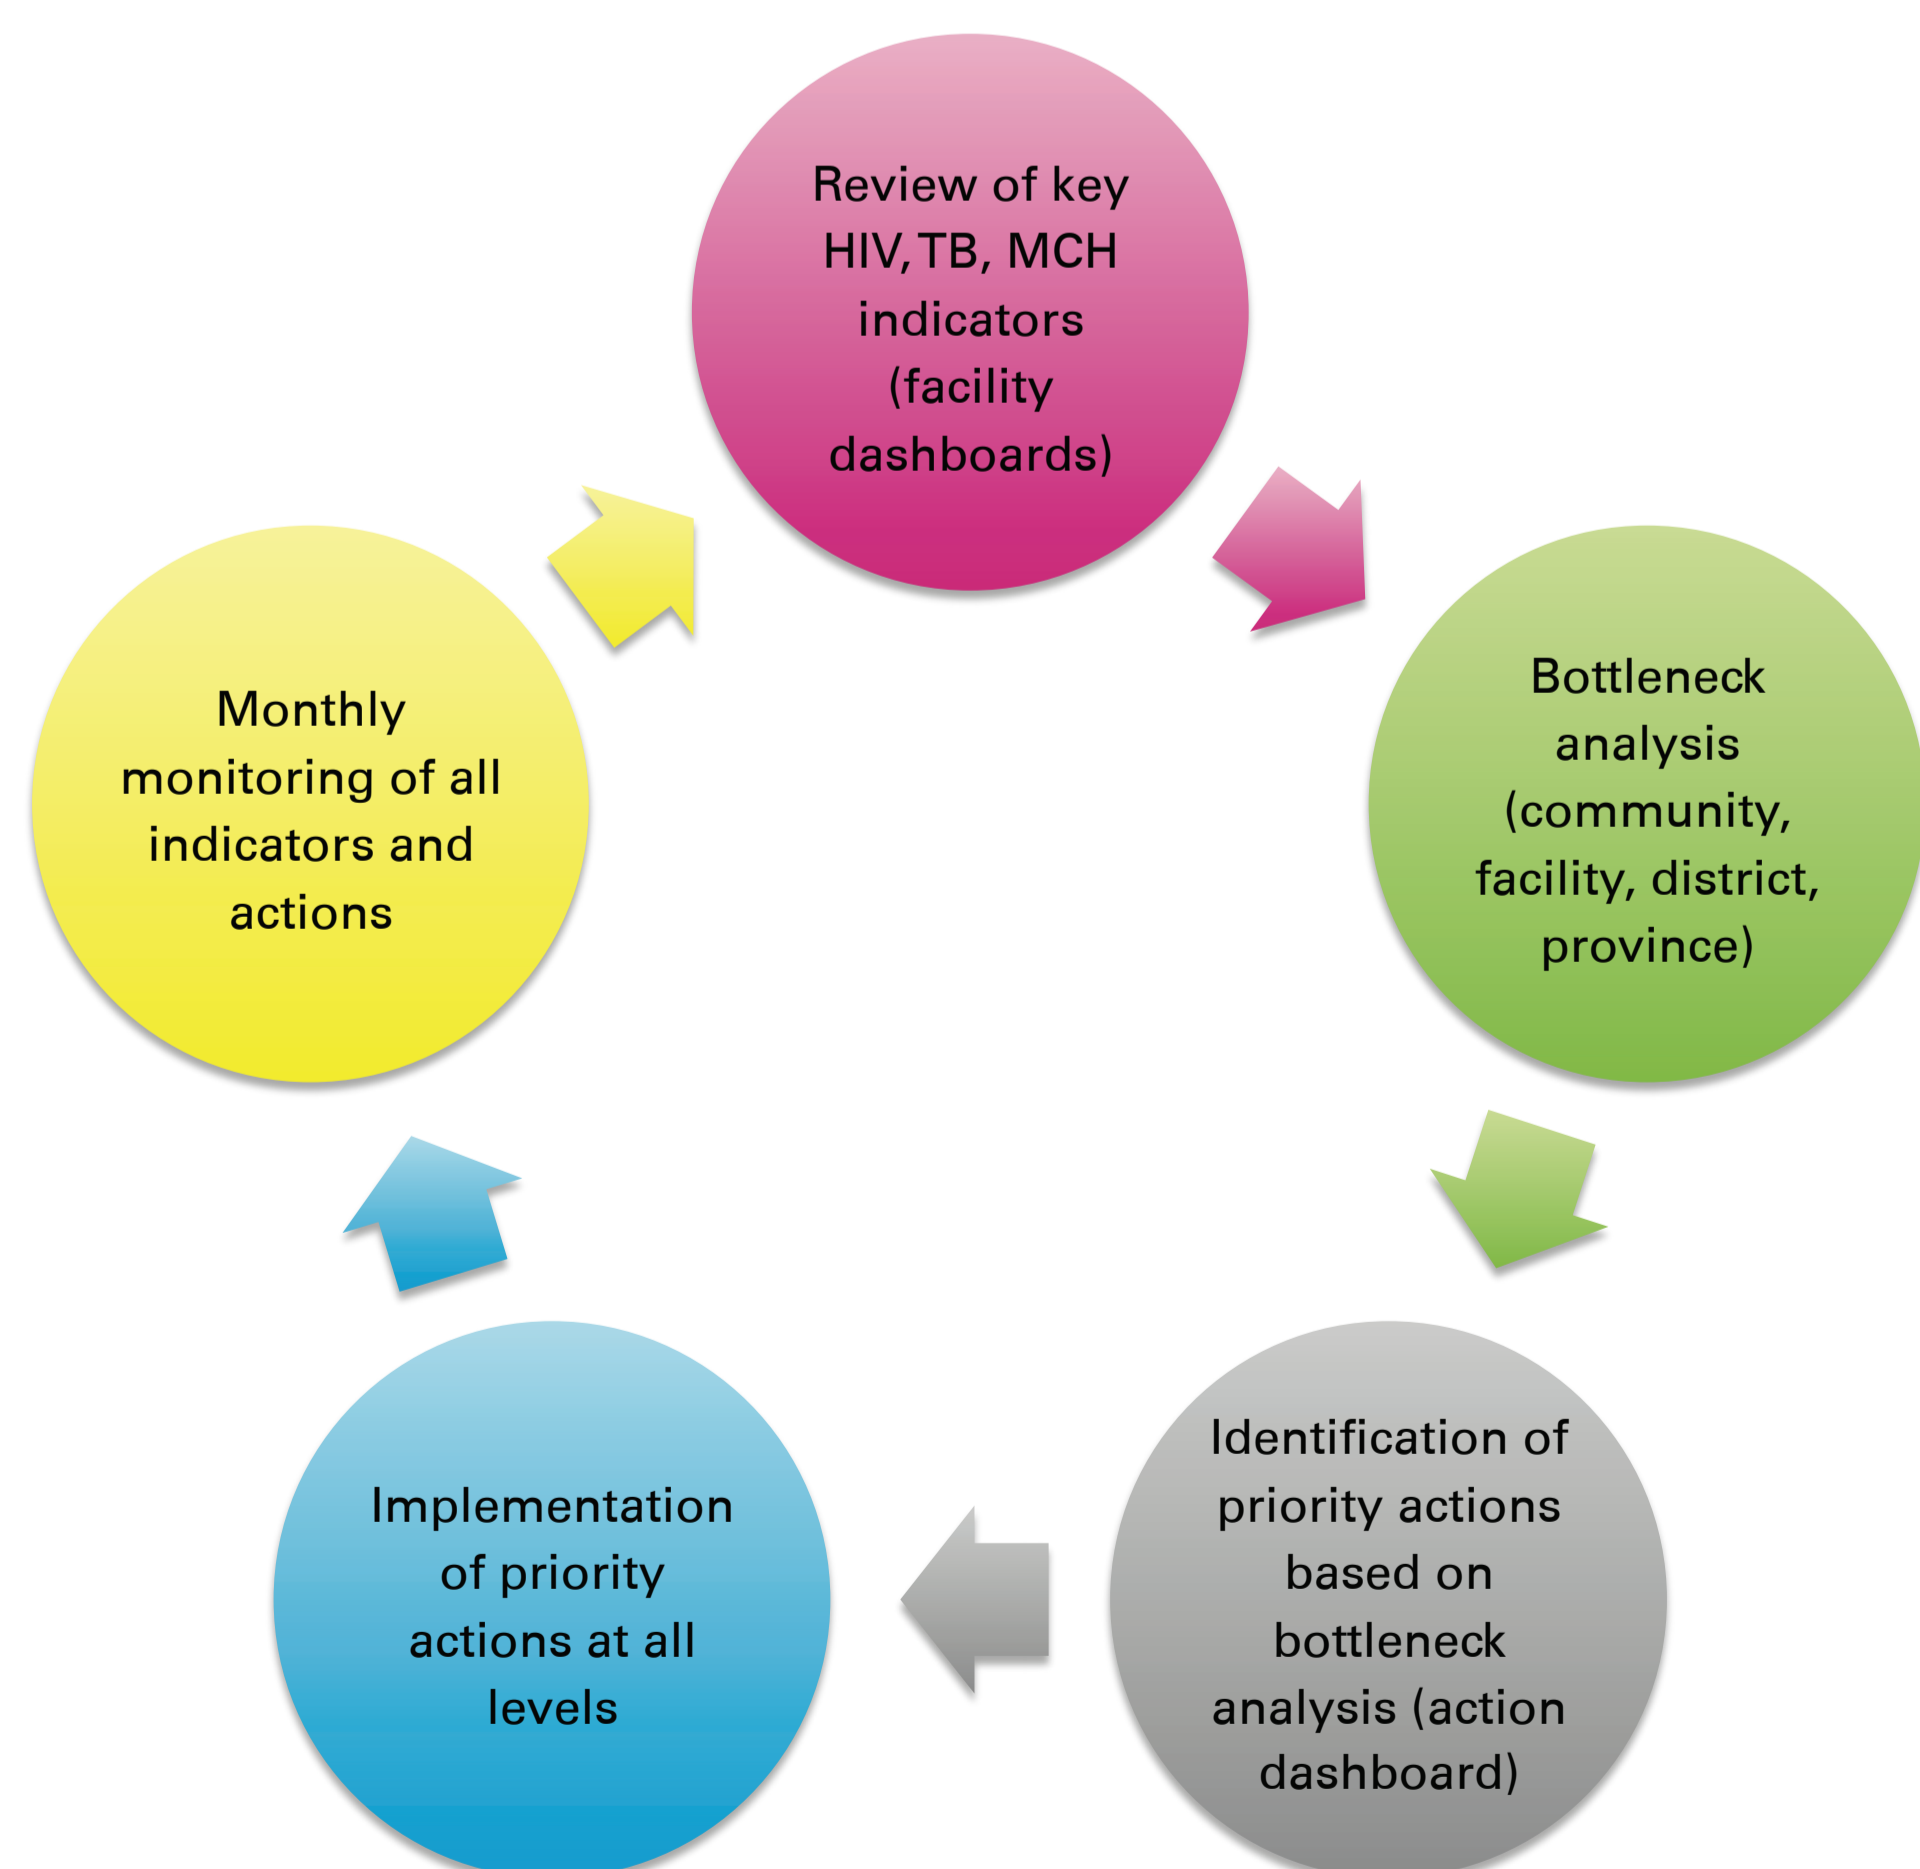 Review of key
HIV, TB, MCH
indicators
(facility
dashboards)
Bottleneck
analysis
(community,
facility, district,
province)
Identification of
priority actions
based on
bottleneck
analysis (action
dashboard)
Implementation
of priority
actions at all
levels
Monthly
monitoring of all
indicators and
actions